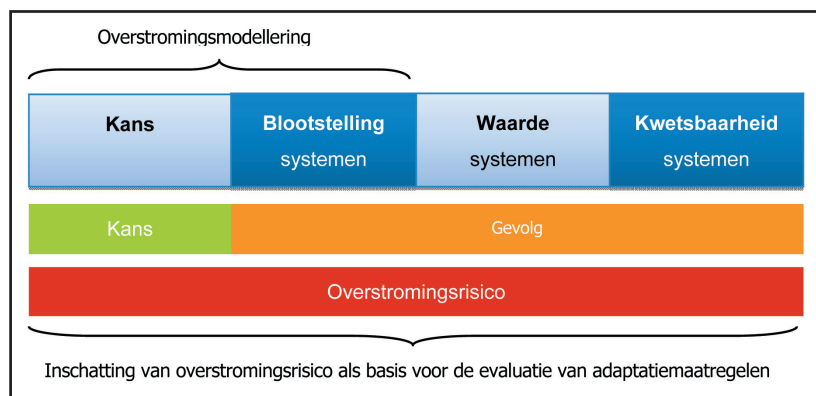 Overstromingsmodellering
Kans
Blootstelling
systemen
Waarde
systemen
Kwetsbaarheid
systemen
Kans
Gevolg
Overstromingsrisico
Inschatting van overstromingsrisico als basis voor de evaluatie van adaptatiemaatregelen